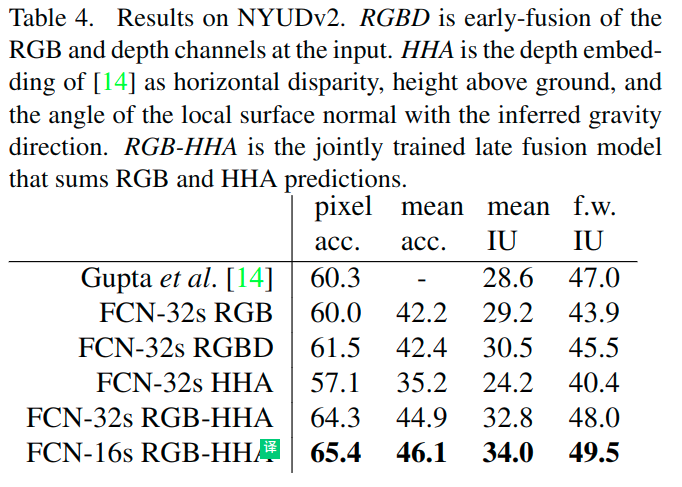 Table 4. Results on NYUDv2. RGBD is early-fusion of the
RGB and depth channels at the input. HHA is the depth embed-
ding of [14] as horizontal disparity, height above ground, and
the angle of the local surface normal with the inferred gravity
direction. RGB-HHA is the jointly trained late fusion model
that sums RGB and HHA predictions.
pixel mean mean f.w.
acc. acc. IU IU
Gupta et al. [14] 60.3 - 28.6 47.0
FCN-32s RGB 60.0 42.2 29.2 43.9
FCN-32s RGBD 61.5 42.4 30.5 45.5
FCN-32s HHA 57.1 35.2 24.2 40.4
FCN-32s RGB-HHA 64.3 44.9 32.8 48.0
FCN-16s RGB-HHA 译 65.4 46.1 34.0 49.5